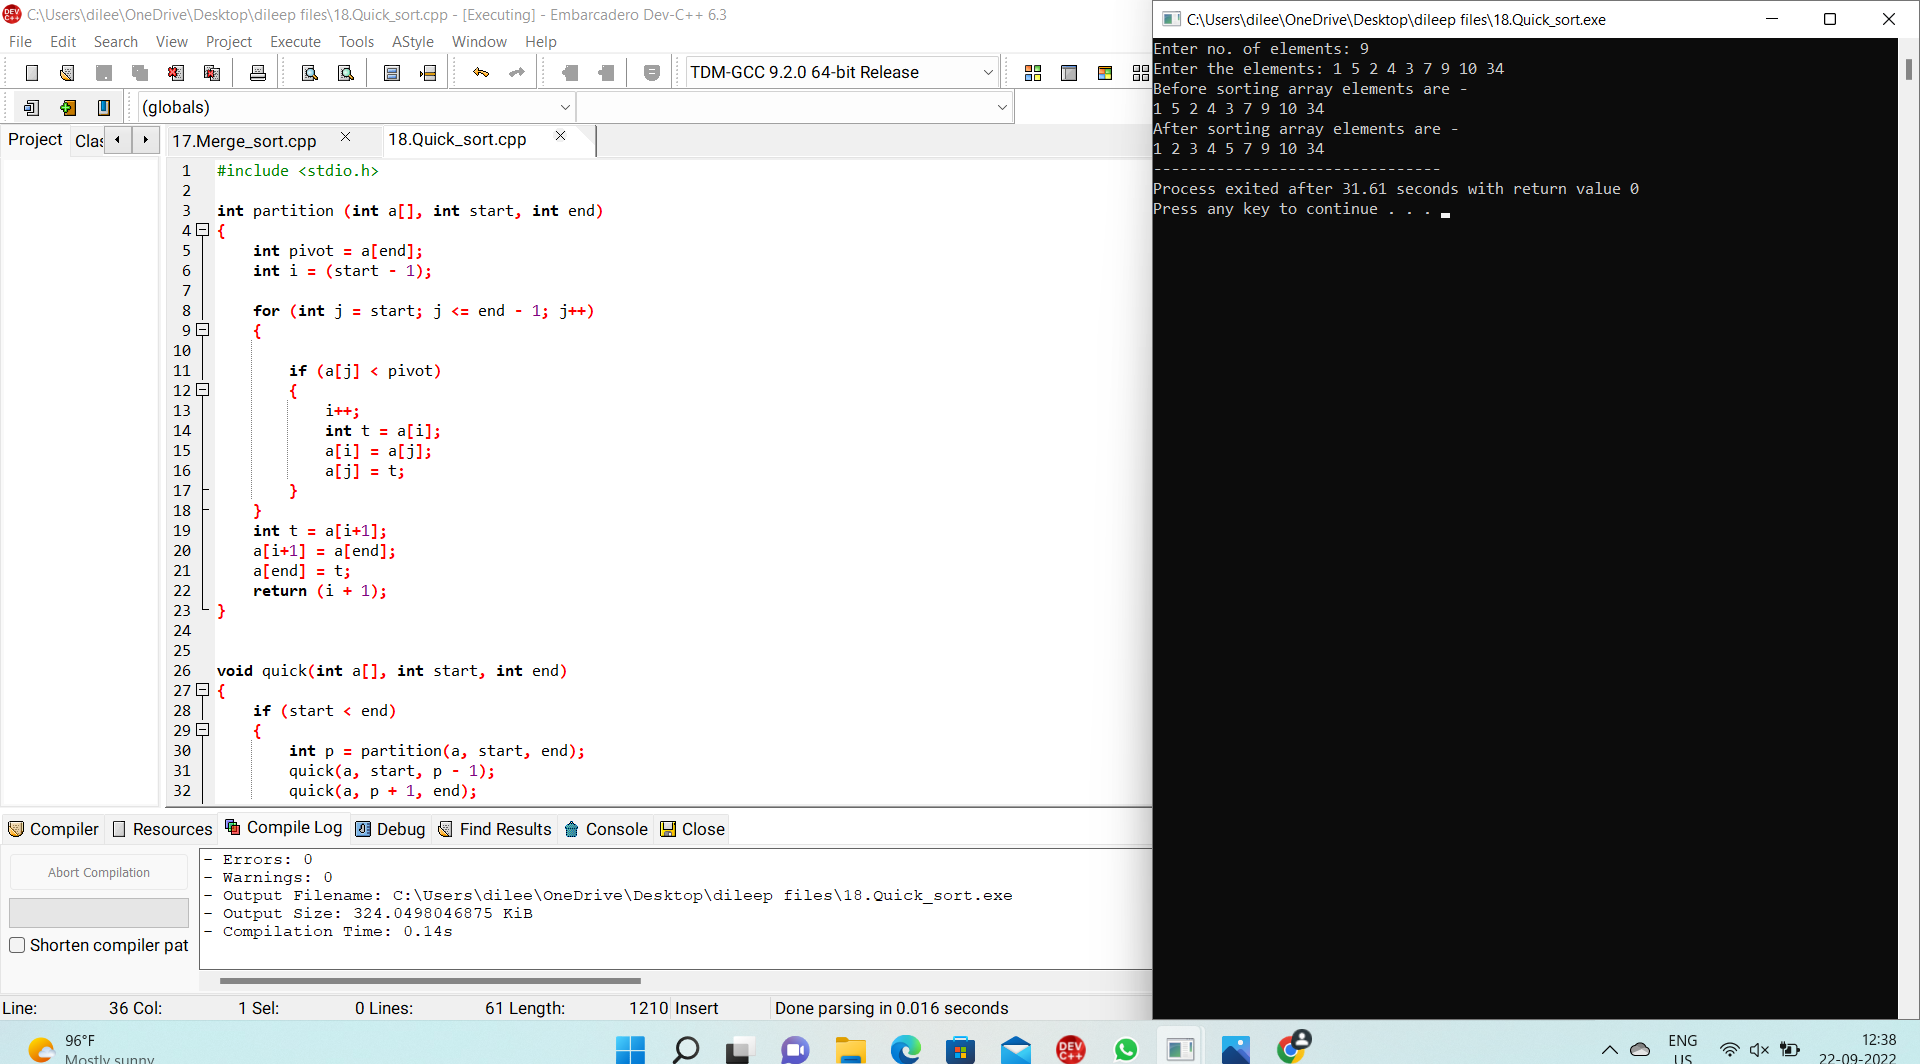 C:\Users\dilee\OneDrive\Desktop\dileep files\18.Quick_sort.cpp - [Executing] - Embarcadero Dev-C++ 6.3
File Edit Search View Project Execute Tools AStyle Window Help
TDM-GCC 9.2.0 64-bit Release
(globals)
Project Clas
17.Merge_sort.cpp 18.Quick_sort.cpp
1 #include <stdio.h>
2
3 int partition (int a[], int start, int end)
4 {
5 int pivot = a[end];
6 int i = (start - 1);
7
8 for (int j = start; j <= end - 1; j++)
9 {
10
11 if (a[j] < pivot)
12 {
13 i++;
14 int t = a[i];
15 a[i] = a[j];
16 a[j] = t;
17 }
18 }
19 int t = a[i+1];
20 a[i+1] = a[end];
21 a[end] = t;
22 return (i + 1);
23 }
24
25
26 void quick(int a[], int start, int end)
27 {
28 if (start < end)
29 {
30 int p = partition(a, start, end);
31 quick(a, start, p - 1);
32 quick(a, p + 1, end);
Compiler Resources Compile Log Debug Find Results Console Close
Abort Compilation
Shorten compiler pat
- Errors: 0
- Warnings: 0
- Output Filename: C:\Users\dilee\OneDrive\Desktop\dileep files\18.Quick_sort.exe
- Output Size: 324.0498046875 KiB
- Compilation Time: 0.14s
Line: 36 Col: 1 Sel: 0 Lines: 61 Length: 1210 Insert Done parsing in 0.016 seconds
C:\Users\dilee\OneDrive\Desktop\dileep files\18.Quick_sort.exe
Enter no. of elements: 9
Enter the elements: 1 5 2 4 3 7 9 10 34
Before sorting array elements are -
1 5 2 4 3 7 9 10 34
After sorting array elements are -
1 2 3 4 5 7 9 10 34
--------------------------------
Process exited after 31.61 seconds with return value 0
Press any key to continue . . .
96°F
Mostly sunny
DEV C++
ENG
US
12:38
22-09-2022